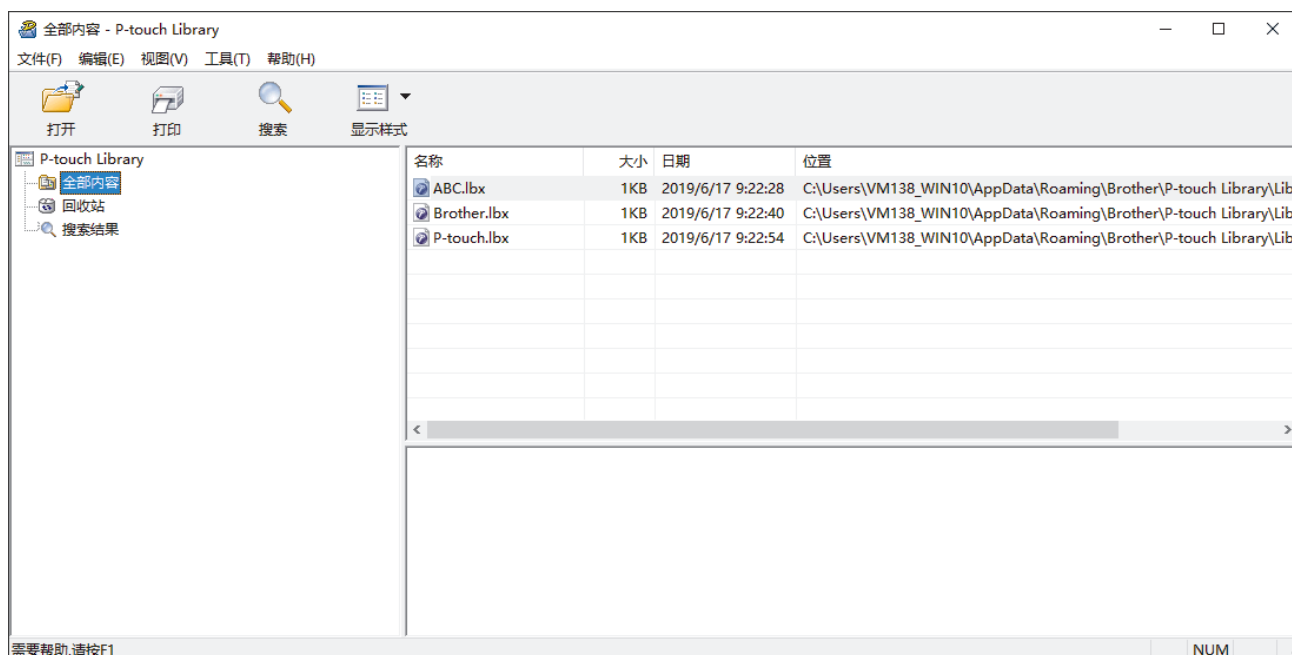 全部内容 - P-touch Library
文件(F) 编辑(E) 视图(V) 工具(T) 帮助(H)
打开 打印 搜索 显示样式
P-touch Library
全部内容
回收站
搜索结果
名称 大小 日期 位置
ABC.lbx 1KB 2019/6/17 9:22:28 C:\Users\VM138_WIN10\AppData\Roaming\Brother\P-touch Library\Lib
Brother.lbx 1KB 2019/6/17 9:22:40 C:\Users\VM138_WIN10\AppData\Roaming\Brother\P-touch Library\Lib
P-touch.lbx 1KB 2019/6/17 9:22:54 C:\Users\VM138_WIN10\AppData\Roaming\Brother\P-touch Library\Lib
需要帮助,请按F1 NUM